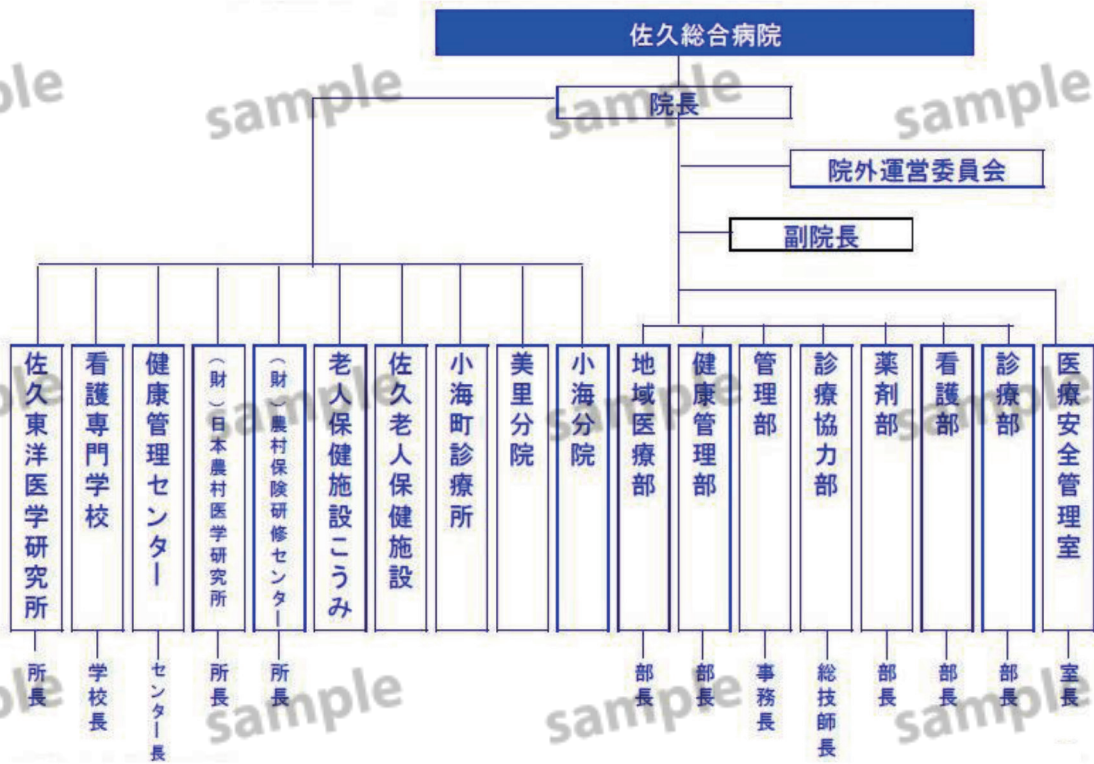 佐久総合病院
院長
院外運営委員会
副院長
佐久東洋医学研究所
看護専門学校
健康管理センター
（財）日本農村医学研究所
（財）農村保険研修センター
老人保健施設こうみ
佐久老人保健施設
小海町診療所
美里分院
小海分院
地域医療部
健康管理部
管理部
診療協力部
薬剤部
看護部
診療部
医療安全管理室
所長
学校長
センター長
所長
所長
部長
部長
事務長
総技師長
部長
部長
部長
室長
ple
sample
sample
sample
ple
sample
sample
sample
ple
sample
sample
sample